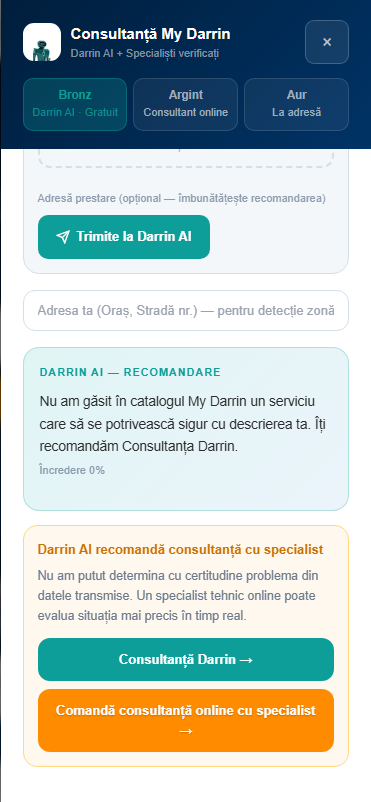 Consultanță My Darrin
Darrin AI + Specialiști verificați
×
Bronz
Darrin AI · Gratuit
Argint
Consultant online
Aur
La adresă
Adresă prestare (opțional — îmbunătățește recomandarea)
Trimite la Darrin AI
Adresa ta (Oraș, Stradă nr.) — pentru detecție zonă
DARRIN AI — RECOMANDARE
Nu am găsit în catalogul My Darrin un serviciu
care să se potrivească sigur cu descrierea ta. Îți
recomandăm Consultanța Darrin.
Încredere 0%
Darrin AI recomandă consultanță cu specialist
Nu am putut determina cu certitudine problema din
datele transmise. Un specialist tehnic online poate
evalua situația mai precis în timp real.
Consultanță Darrin →
Comandă consultanță online cu specialist
→